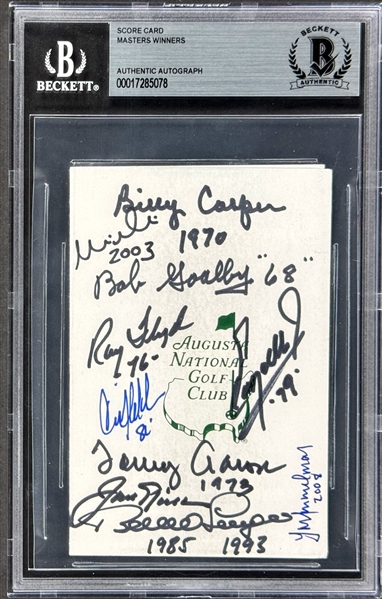 BECKETT
SCORE CARD
MASTERS WINNERS
AUTHENTIC AUTOGRAPH
00017285078
BECKETT
AUTHENTIC
Billy Casper
1970
2003
Bob Goalby "68"
Ray Floyd
'76
AUGUSTA
NATIONAL
GOLF
CLUB
'99
Tommy Aaron
1973
2008
1985 1993